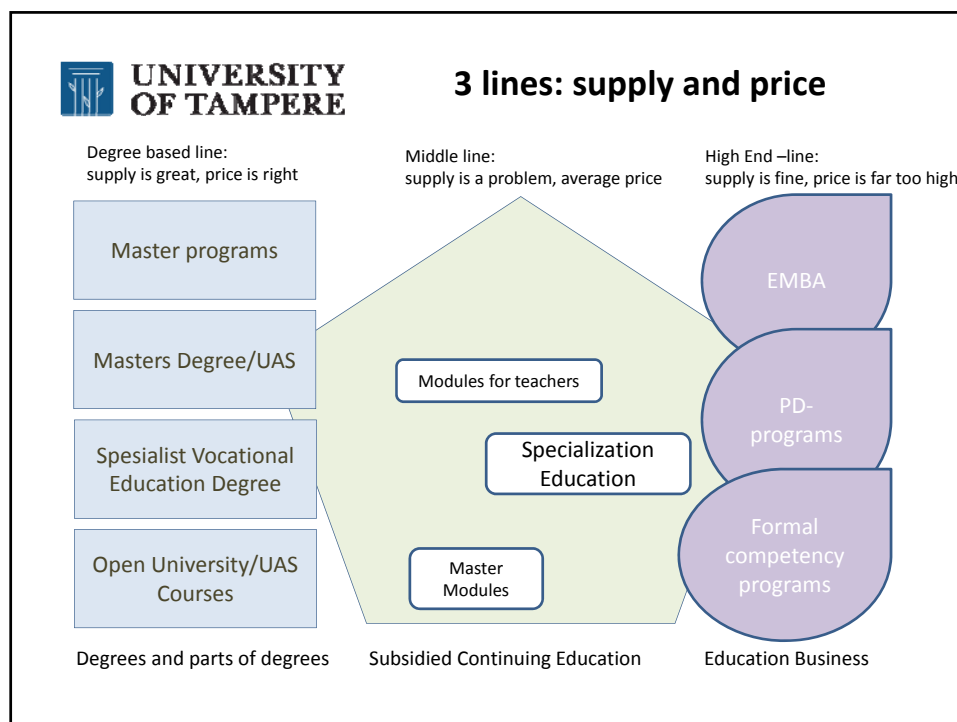 UNIVERSITY
OF TAMPERE
3 lines: supply and price
Degree based line:
supply is great, price is right
Middle line:
supply is a problem, average price
High End –line:
supply is fine, price is far too high
Master programs
Masters Degree/UAS
Spesialist Vocational
Education Degree
Open University/UAS
Courses
Modules for teachers
Specialization
Education
Master
Modules
EMBA
PD-
programs
Formal
competency
programs
Degrees and parts of degrees
Subsidied Continuing Education
Education Business